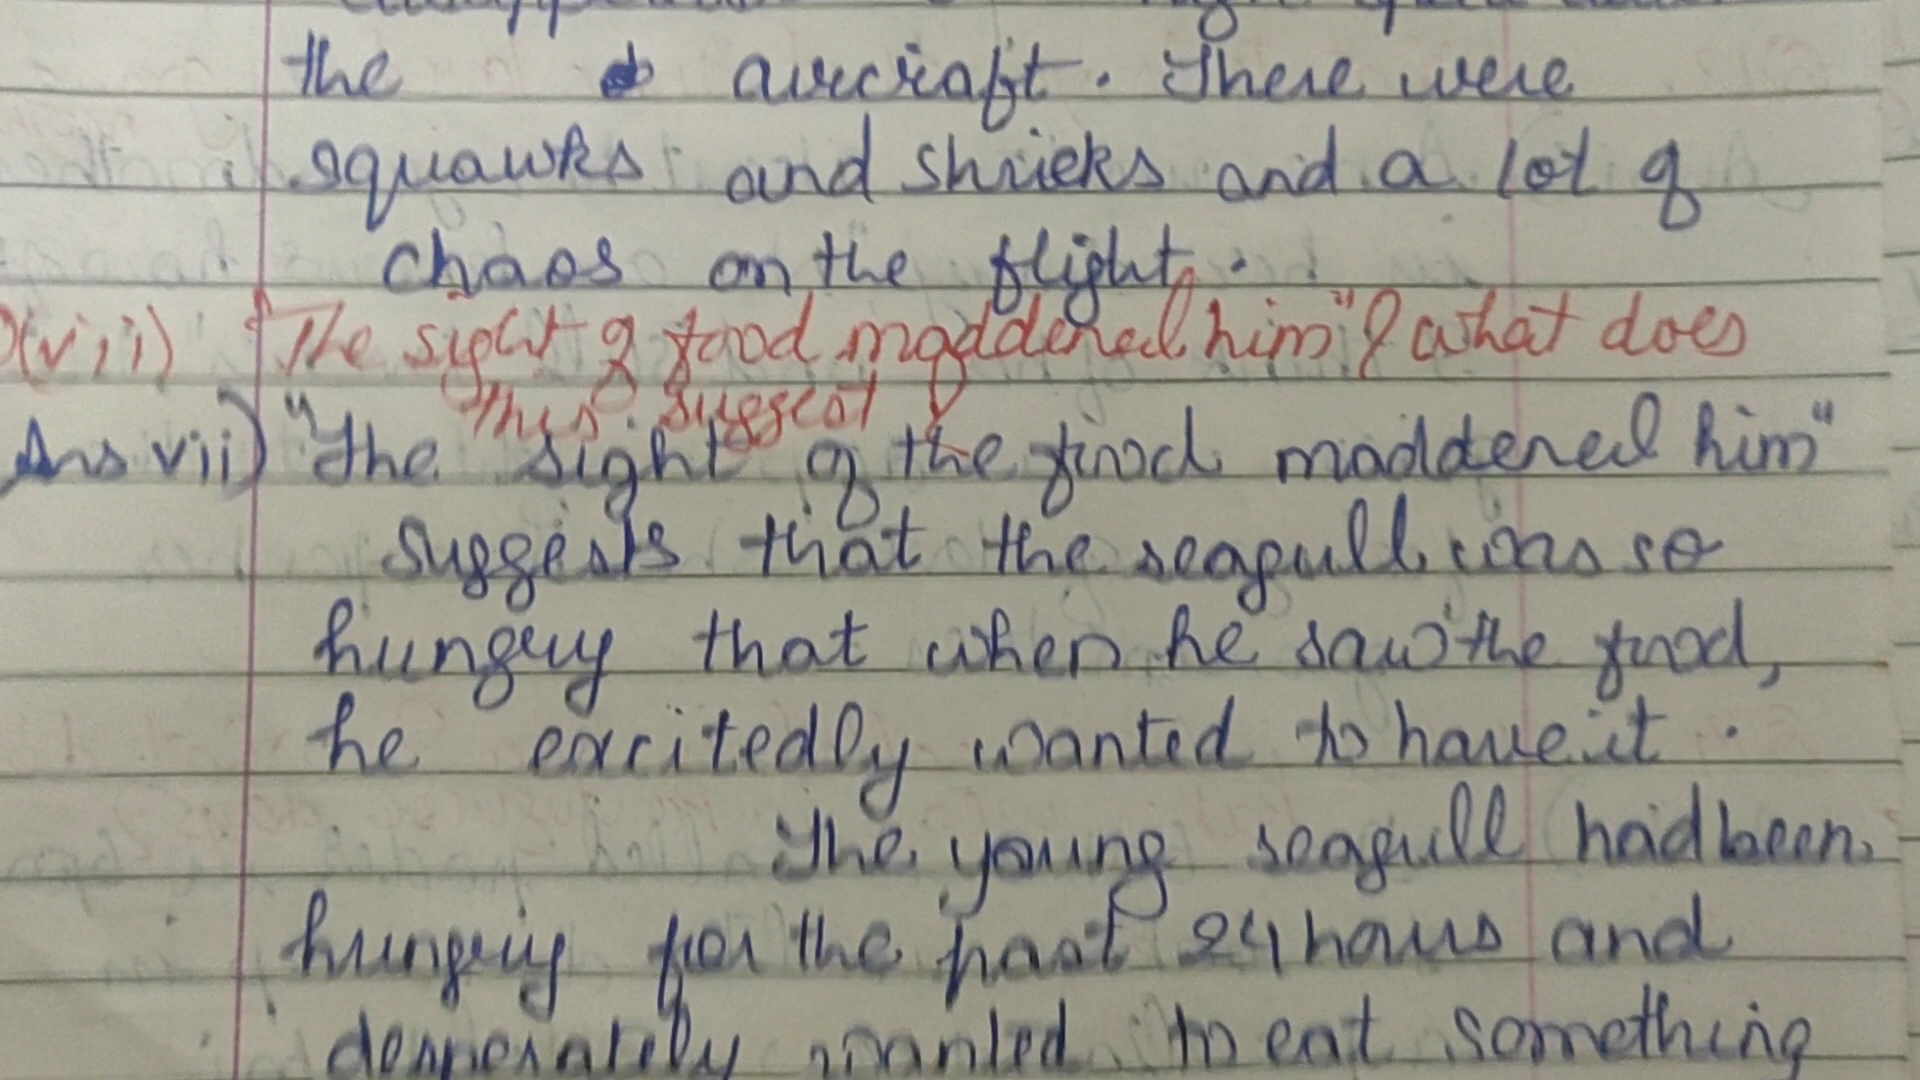 the aircraft. There were
squawks and shrieks and a lot of
chaos on the flight.
(vii) "The sight of food maddened him"? What does
this suggest
Ans vii) "The sight of the food maddened him"
suggests that the seagull was so
hungry that when he saw the food,
he excitedly wanted to have it.
The young seagull had been
hungry for the past 24 hours and
desperately wanted to eat something